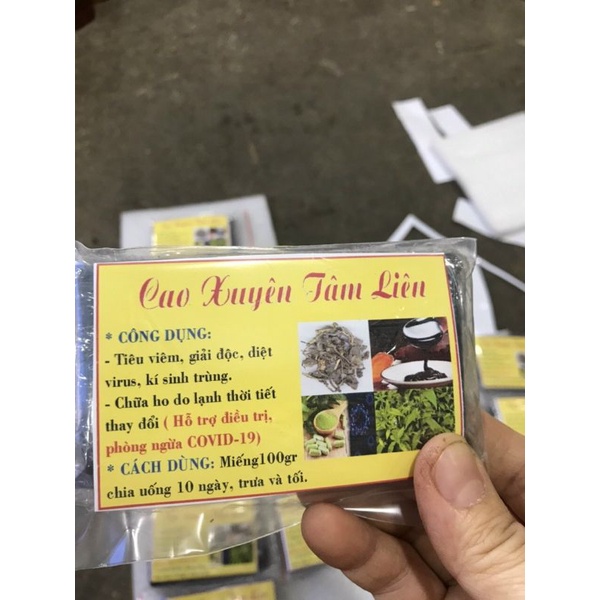 Cao Xuyên Tâm Liên
* CÔNG DỤNG:
- Tiêu viêm, giải độc, diệt
virus, kí sinh trùng.
- Chữa ho do lạnh thời tiết
thay đổi ( Hỗ trợ điều trị,
phòng ngừa COVID-19)
* CÁCH DÙNG: Miếng100gr
chia uống 10 ngày, trưa và tối.